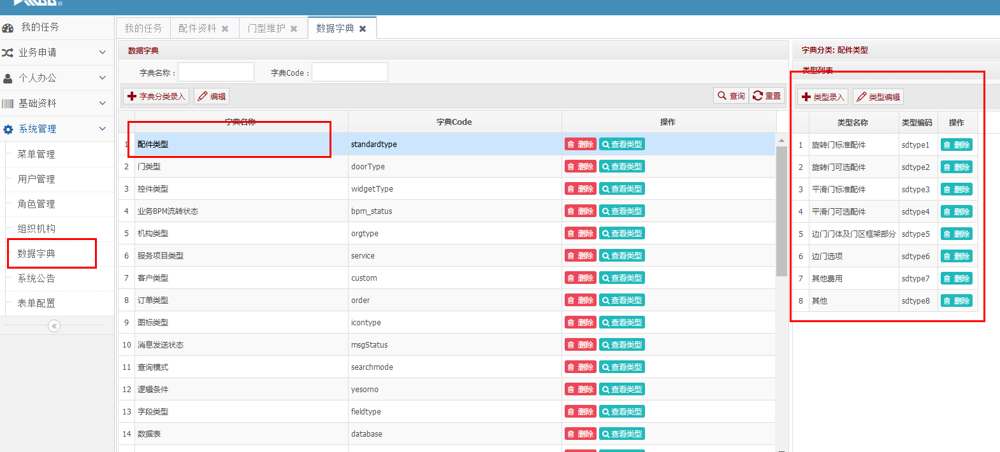 我的任务
业务申请
个人办公
基础资料
系统管理
菜单管理
用户管理
角色管理
组织机构
数据字典
系统公告
表单配置
我的任务 配件资料 门型维护 数据字典
数据字典
字典名称： 字典Code：
字典分类录入 编辑 查询 重置
字典名称 字典Code 操作
1 配件类型 standardtype 删除 查看类型
2 门类型 doorType 删除 查看类型
3 控件类型 widgetType 删除 查看类型
4 业务BPM流转状态 bpm_status 删除 查看类型
5 机构类型 orgtype 删除 查看类型
6 服务项目类型 service 删除 查看类型
7 客户类型 custom 删除 查看类型
8 订单类型 order 删除 查看类型
9 图标类型 icontype 删除 查看类型
10 消息发送状态 msgStatus 删除 查看类型
11 查询模式 searchmode 删除 查看类型
12 逻辑条件 yesorno 删除 查看类型
13 字段类型 fieldtype 删除 查看类型
14 数据表 database 删除 查看类型
字典分类: 配件类型
类型列表
类型录入 类型编辑
类型名称 类型编码 操作
1 旋转门标准配件 sdtype1 删除
2 旋转门可选配件 sdtype2 删除
3 平滑门标准配件 sdtype3 删除
4 平滑门可选配件 sdtype4 删除
5 边门门体及门区框架部分 sdtype5 删除
6 边门选项 sdtype6 删除
7 其他费用 sdtype7 删除
8 其他 sdtype8 删除